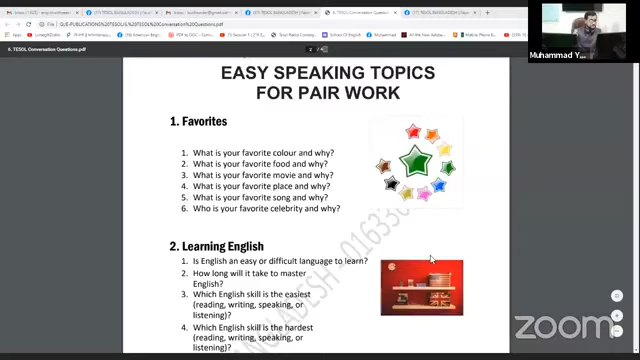 6. TESOL Conversation Questions.pdf
2
EASY SPEAKING TOPICS
FOR PAIR WORK
1. Favorites
1. What is your favorite colour and why?
2. What is your favorite food and why?
3. What is your favorite movie and why?
4. What is your favorite place and why?
5. What is your favorite song and why?
6. Who is your favorite celebrity and why?
2. Learning English
1. Is English an easy or difficult language to learn?
2. How long will it take to master
English?
3. Which English skill is the easiest
(reading, writing, speaking, or
listening)?
4. Which English skill is the hardest
(reading, writing, speaking, or
listening)?
Muhammad Y...
zoom